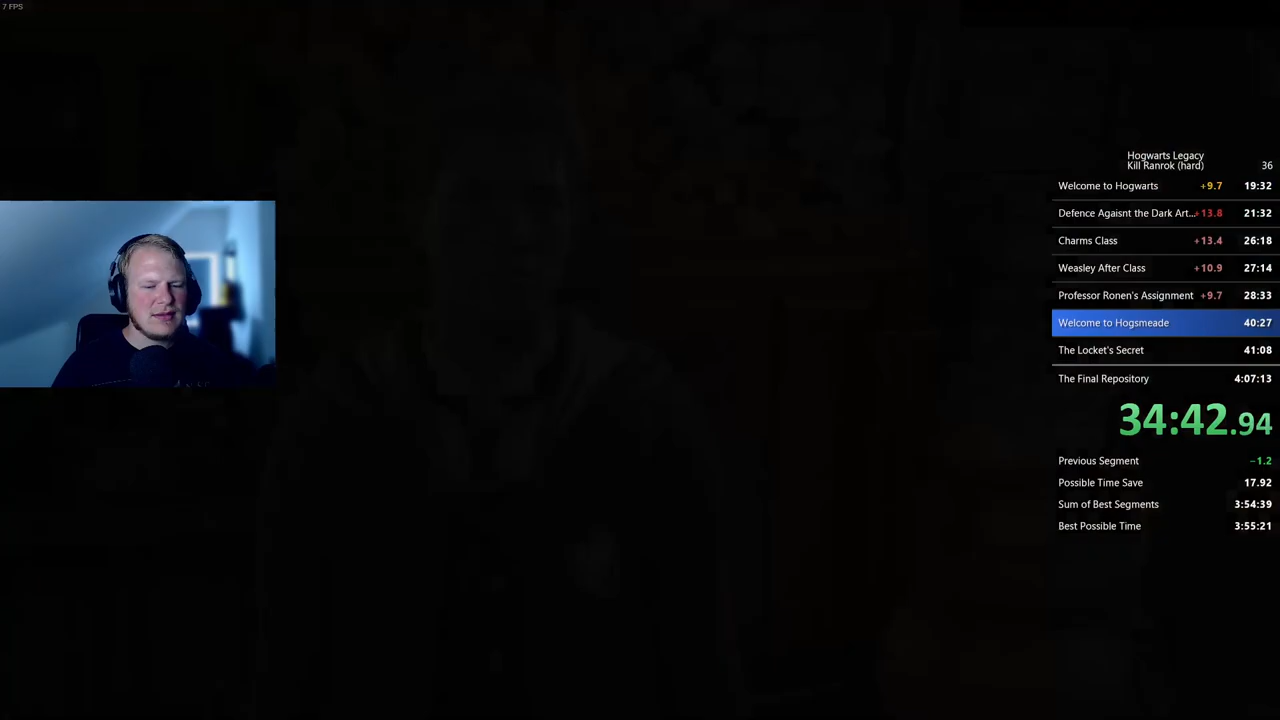 7 FPS
Hogwarts Legacy
Kill Ranrok (hard) 36
Welcome to Hogwarts +9.7 19:32
Defence Agaisnt the Dark Art... +13.8 21:32
Charms Class +13.4 26:18
Weasley After Class +10.9 27:14
Professor Ronen's Assignment +9.7 28:33
Welcome to Hogsmeade 40:27
The Locket's Secret 41:08
The Final Repository 4:07:13
34:42.94
Previous Segment −1.2
Possible Time Save 17.92
Sum of Best Segments 3:54:39
Best Possible Time 3:55:21